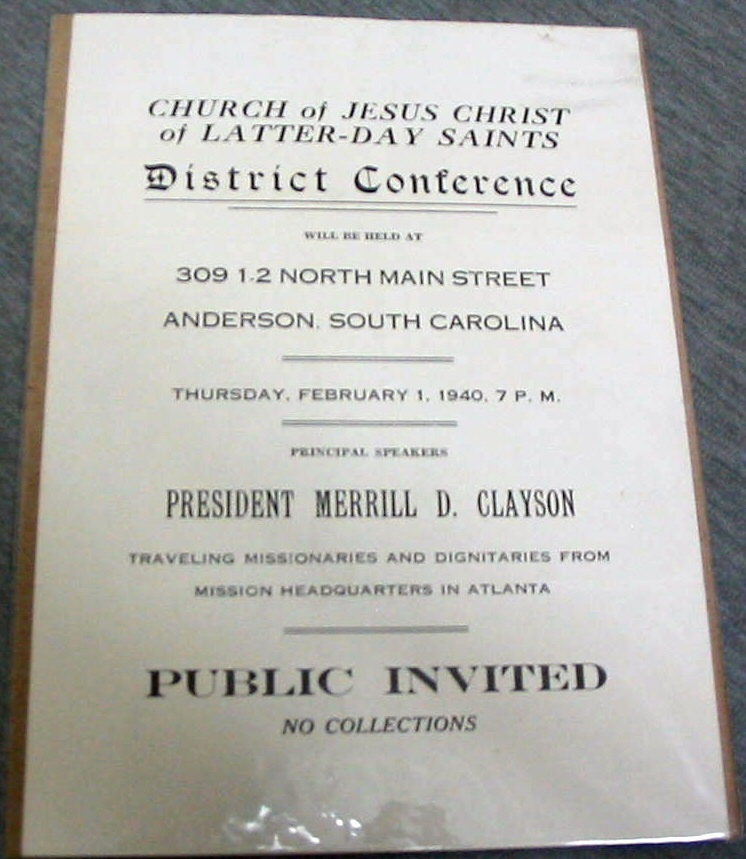 CHURCH of JESUS CHRIST
of LATTER-DAY SAINTS
District Conference
WILL BE HELD AT
309 1-2 NORTH MAIN STREET
ANDERSON, SOUTH CAROLINA
THURSDAY, FEBRUARY 1, 1940, 7 P. M.
PRINCIPAL SPEAKERS
PRESIDENT MERRILL D. CLAYSON
TRAVELING MISSIONARIES AND DIGNITARIES FROM
MISSION HEADQUARTERS IN ATLANTA
PUBLIC INVITED
NO COLLECTIONS